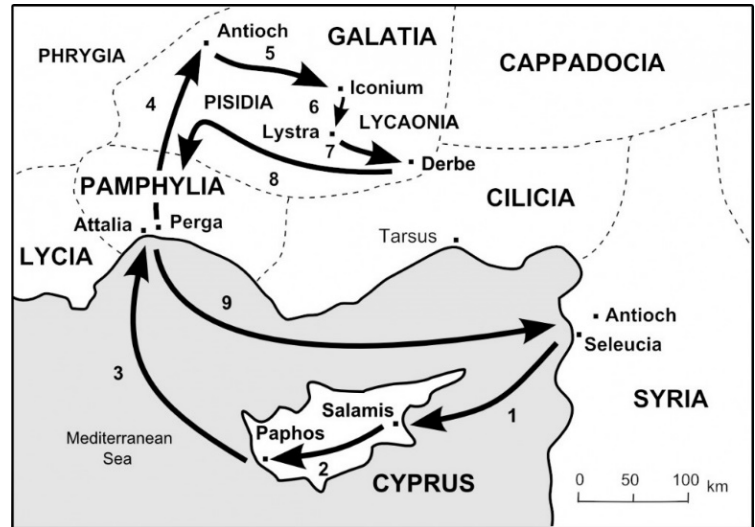 Antioch
GALATIA
PHRYGIA
5
CAPPADOCIA
Iconium
4
PISIDIA
6
LYCAONIA
Lystra
7
Derbe
8
PAMPHYLIA
CILICIA
Attalia
Perga
Tarsus
LYCIA
9
Antioch
Seleucia
3
SYRIA
Salamis
1
Paphos
Mediterranean
Sea
2
CYPRUS
0 50 100
km